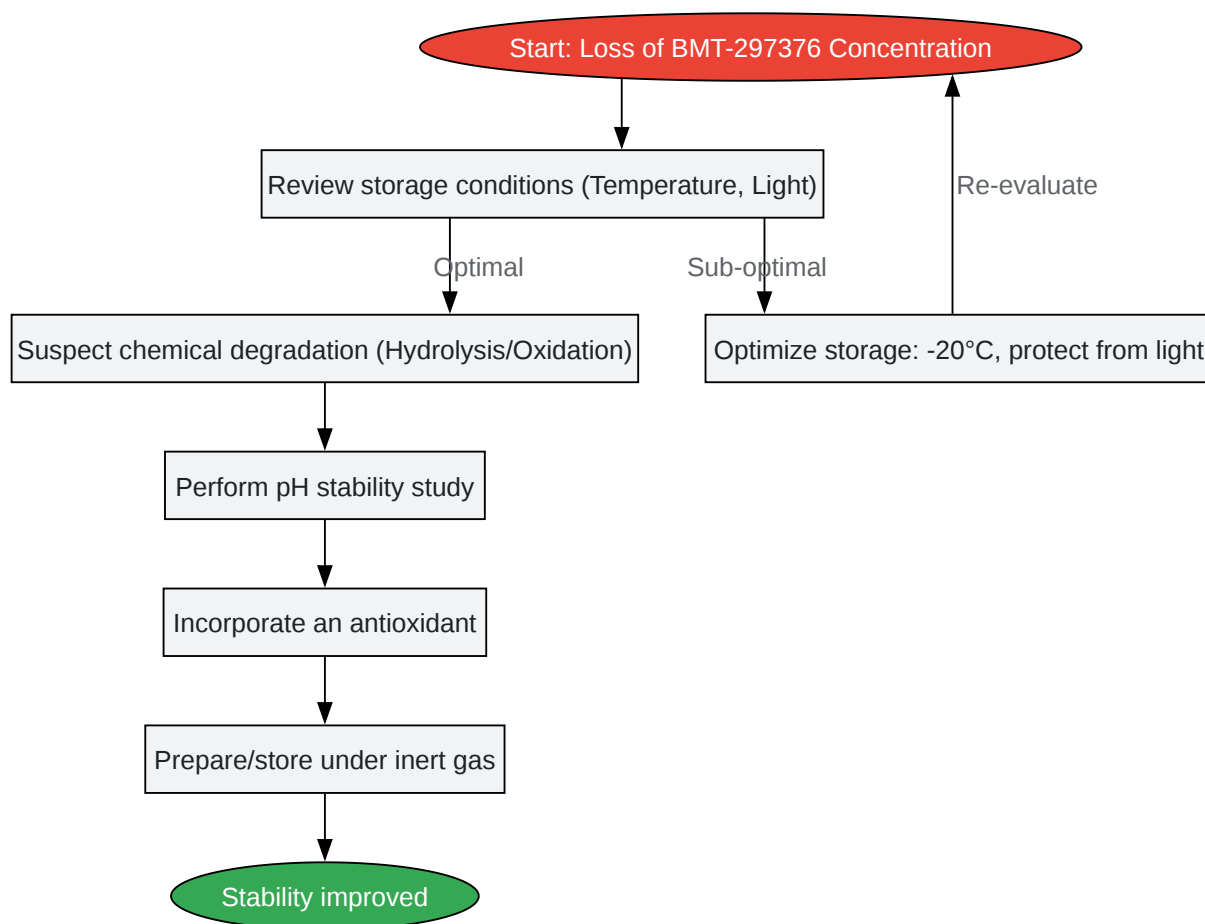 Start: Loss of BMT-297376 Concentration
Review storage conditions (Temperature, Light)
Re-evaluate
Optimal
Sub-optimal
Suspect chemical degradation (Hydrolysis/Oxidation)
Optimize storage: -20°C, protect from light
Perform pH stability study
Incorporate an antioxidant
Prepare/store under inert gas
Stability improved